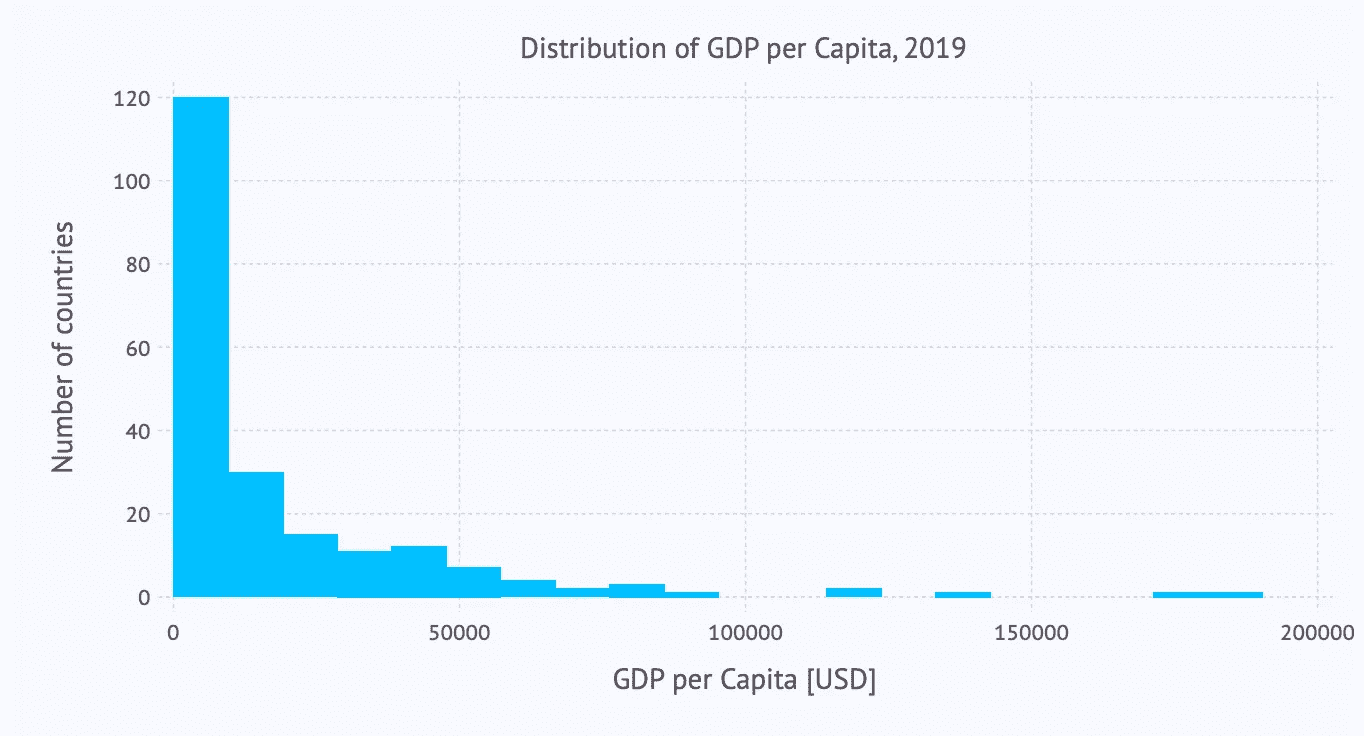 Distribution of GDP per Capita, 2019
120
100
80
60
40
20
0
Number of countries
0 50000 100000 150000 200000
GDP per Capita [USD]